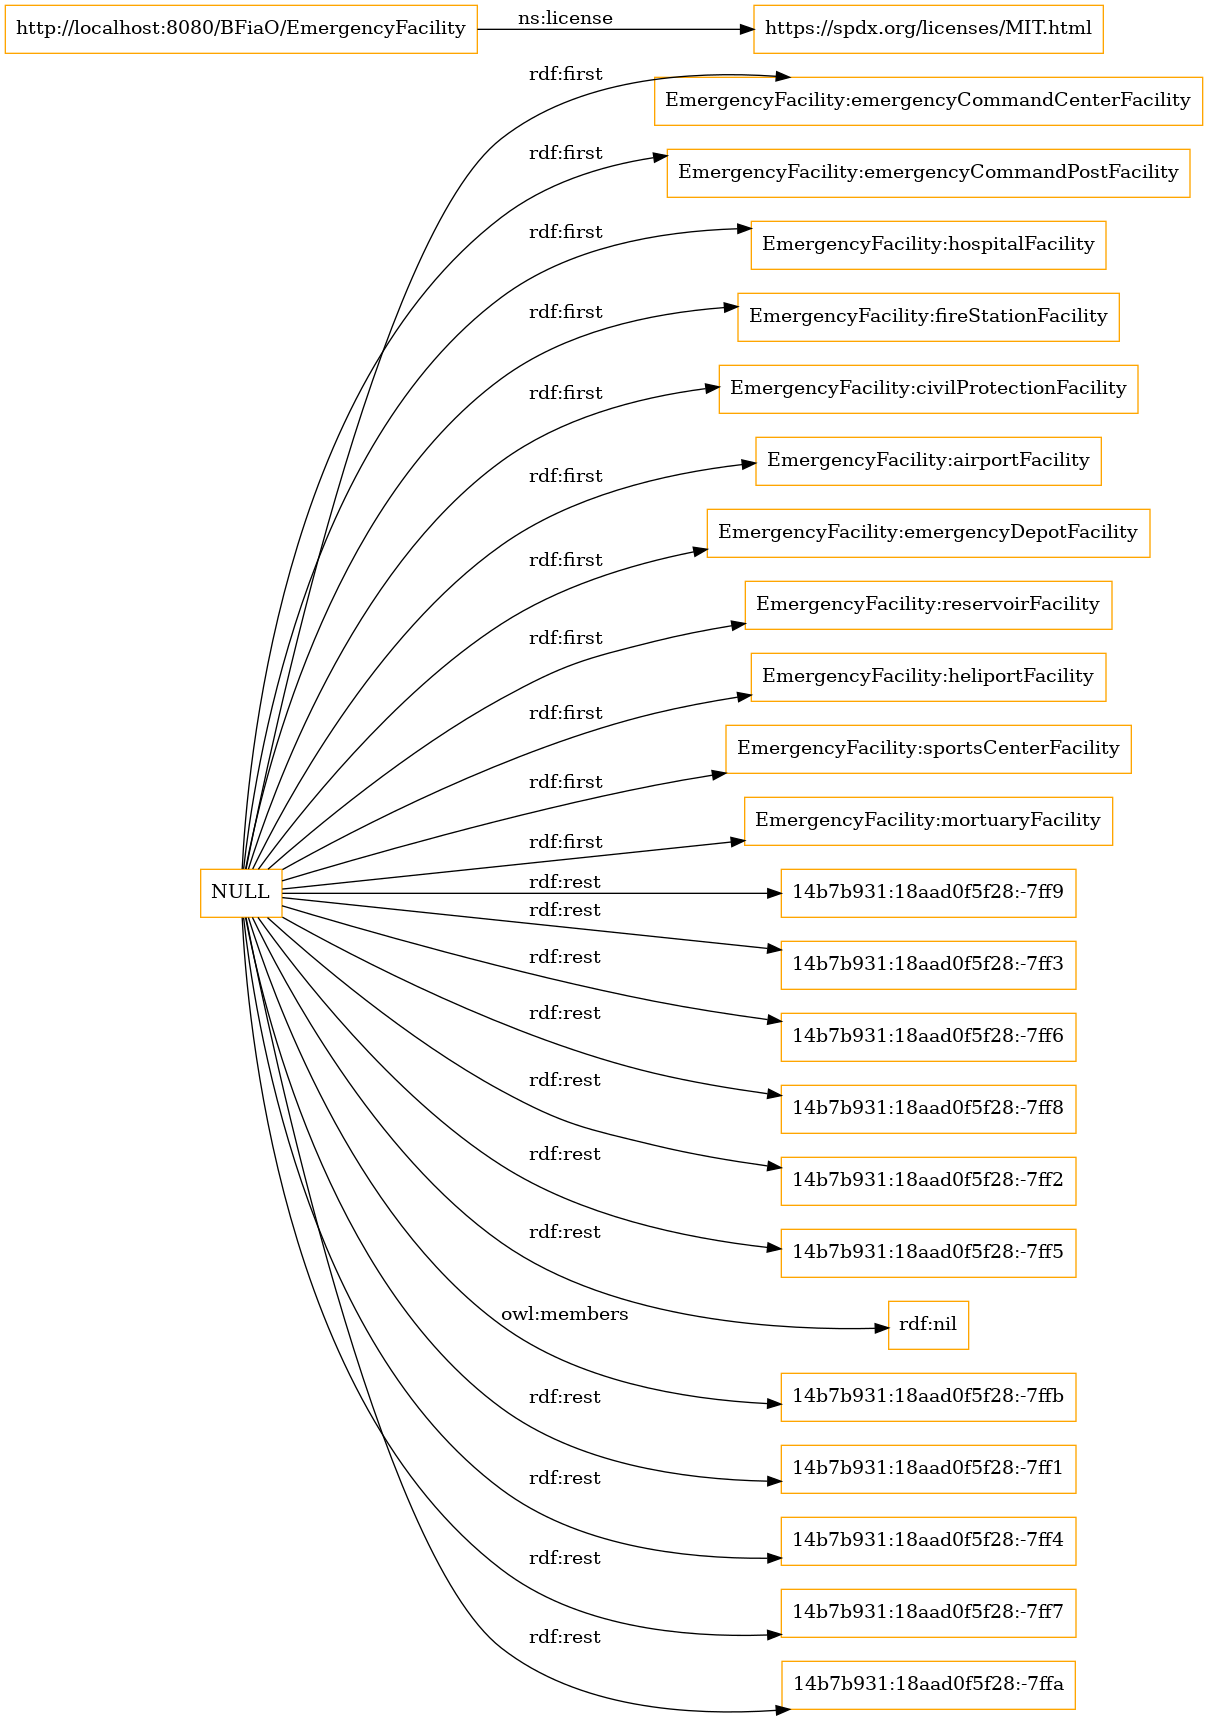 http://localhost:8080/BFiaO/EmergencyFacility
ns:license
https://spdx.org/licenses/MIT.html
rdf:first
EmergencyFacility:emergencyCommandCenterFacility
rdf:first
EmergencyFacility:emergencyCommandPostFacility
rdf:first
EmergencyFacility:hospitalFacility
rdf:first
EmergencyFacility:fireStationFacility
rdf:first
EmergencyFacility:civilProtectionFacility
rdf:first
EmergencyFacility:airportFacility
rdf:first
EmergencyFacility:emergencyDepotFacility
rdf:first
EmergencyFacility:reservoirFacility
rdf:first
EmergencyFacility:heliportFacility
rdf:first
EmergencyFacility:sportsCenterFacility
rdf:first
EmergencyFacility:mortuaryFacility
NULL
rdf:rest
14b7b931:18aad0f5f28:-7ff9
rdf:rest
14b7b931:18aad0f5f28:-7ff3
rdf:rest
14b7b931:18aad0f5f28:-7ff6
rdf:rest
14b7b931:18aad0f5f28:-7ff8
rdf:rest
14b7b931:18aad0f5f28:-7ff2
rdf:rest
14b7b931:18aad0f5f28:-7ff5
rdf:rest
rdf:nil
owl:members
14b7b931:18aad0f5f28:-7ffb
rdf:rest
14b7b931:18aad0f5f28:-7ff1
rdf:rest
14b7b931:18aad0f5f28:-7ff4
rdf:rest
14b7b931:18aad0f5f28:-7ff7
rdf:rest
14b7b931:18aad0f5f28:-7ffa